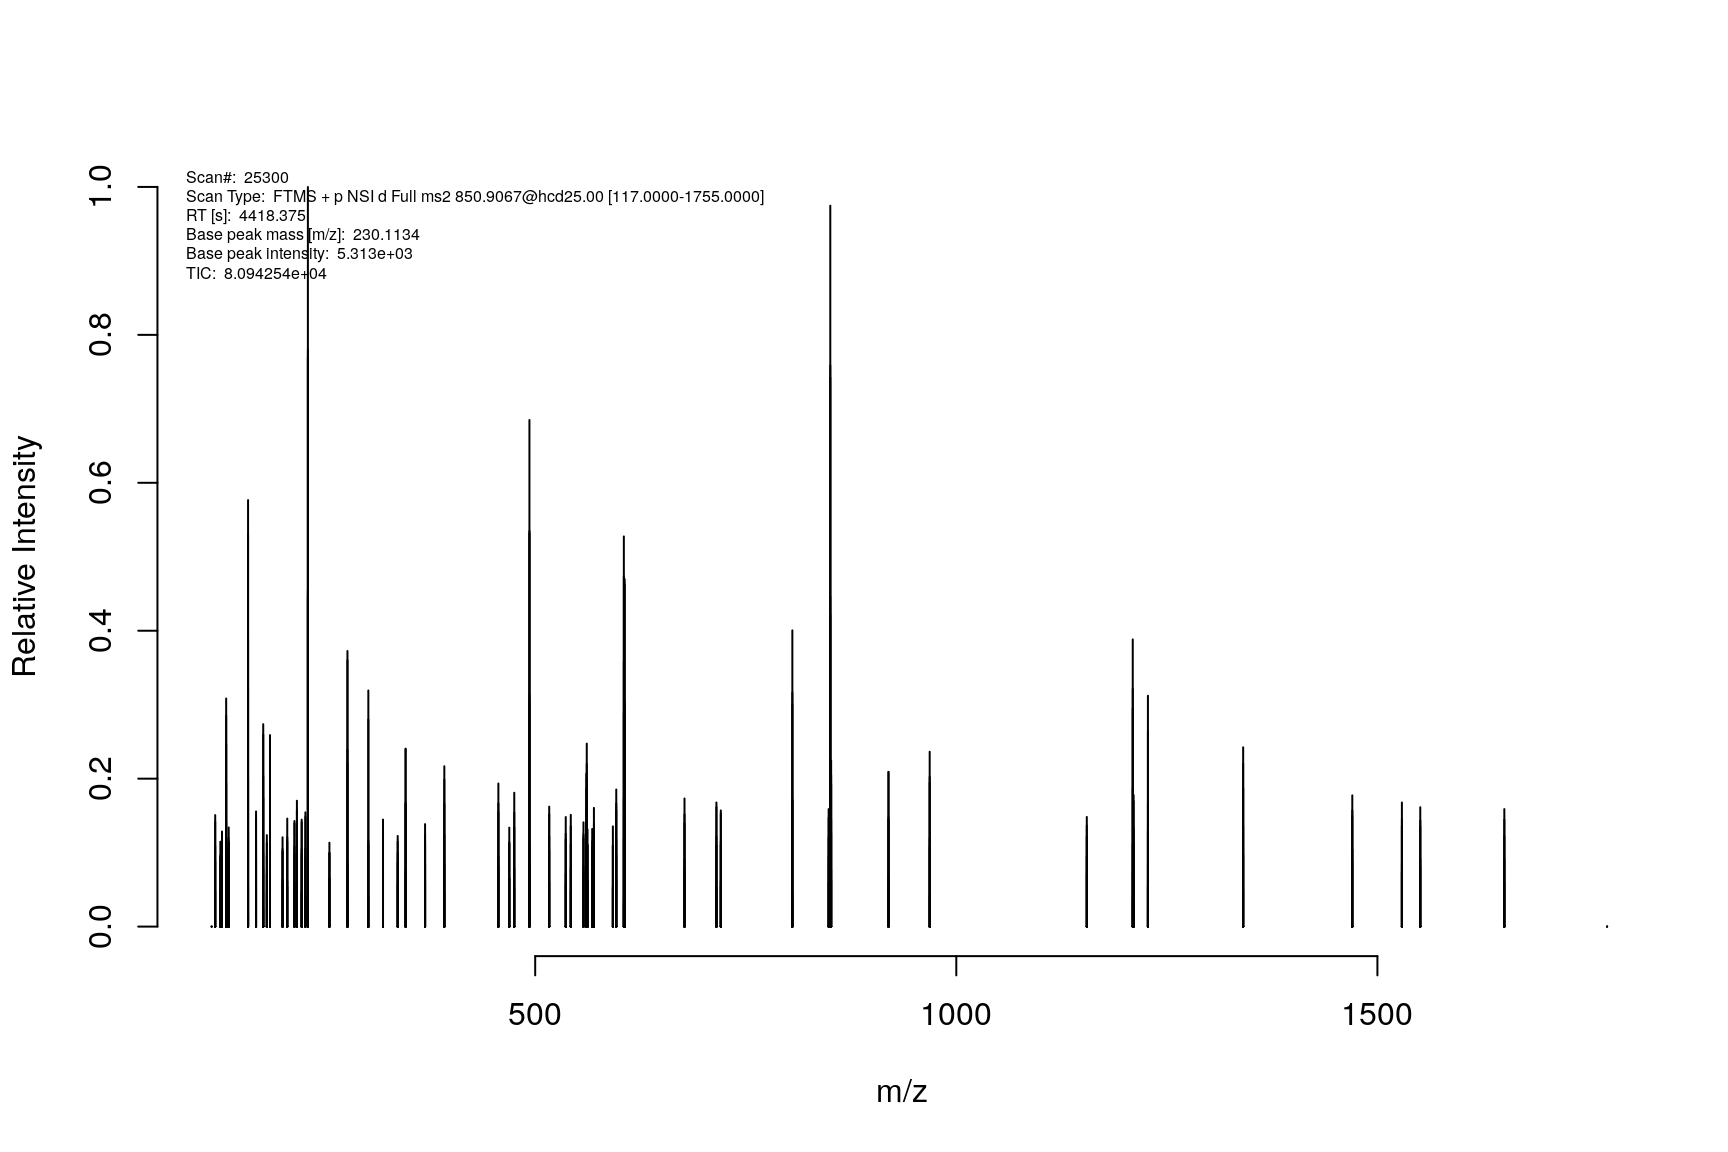 Scan#: 25300
Scan Type: FTMS + p NSI d Full ms2 850.9067@hcd25.00 [117.0000-1755.0000]
RT [s]: 4418.375
Base peak mass [m/z]: 230.1134
Base peak intensity: 5.313e+03
TIC: 8.094254e+04
Relative Intensity
1.0
0.8
0.6
0.4
0.2
0.0
500 1000 1500
m/z